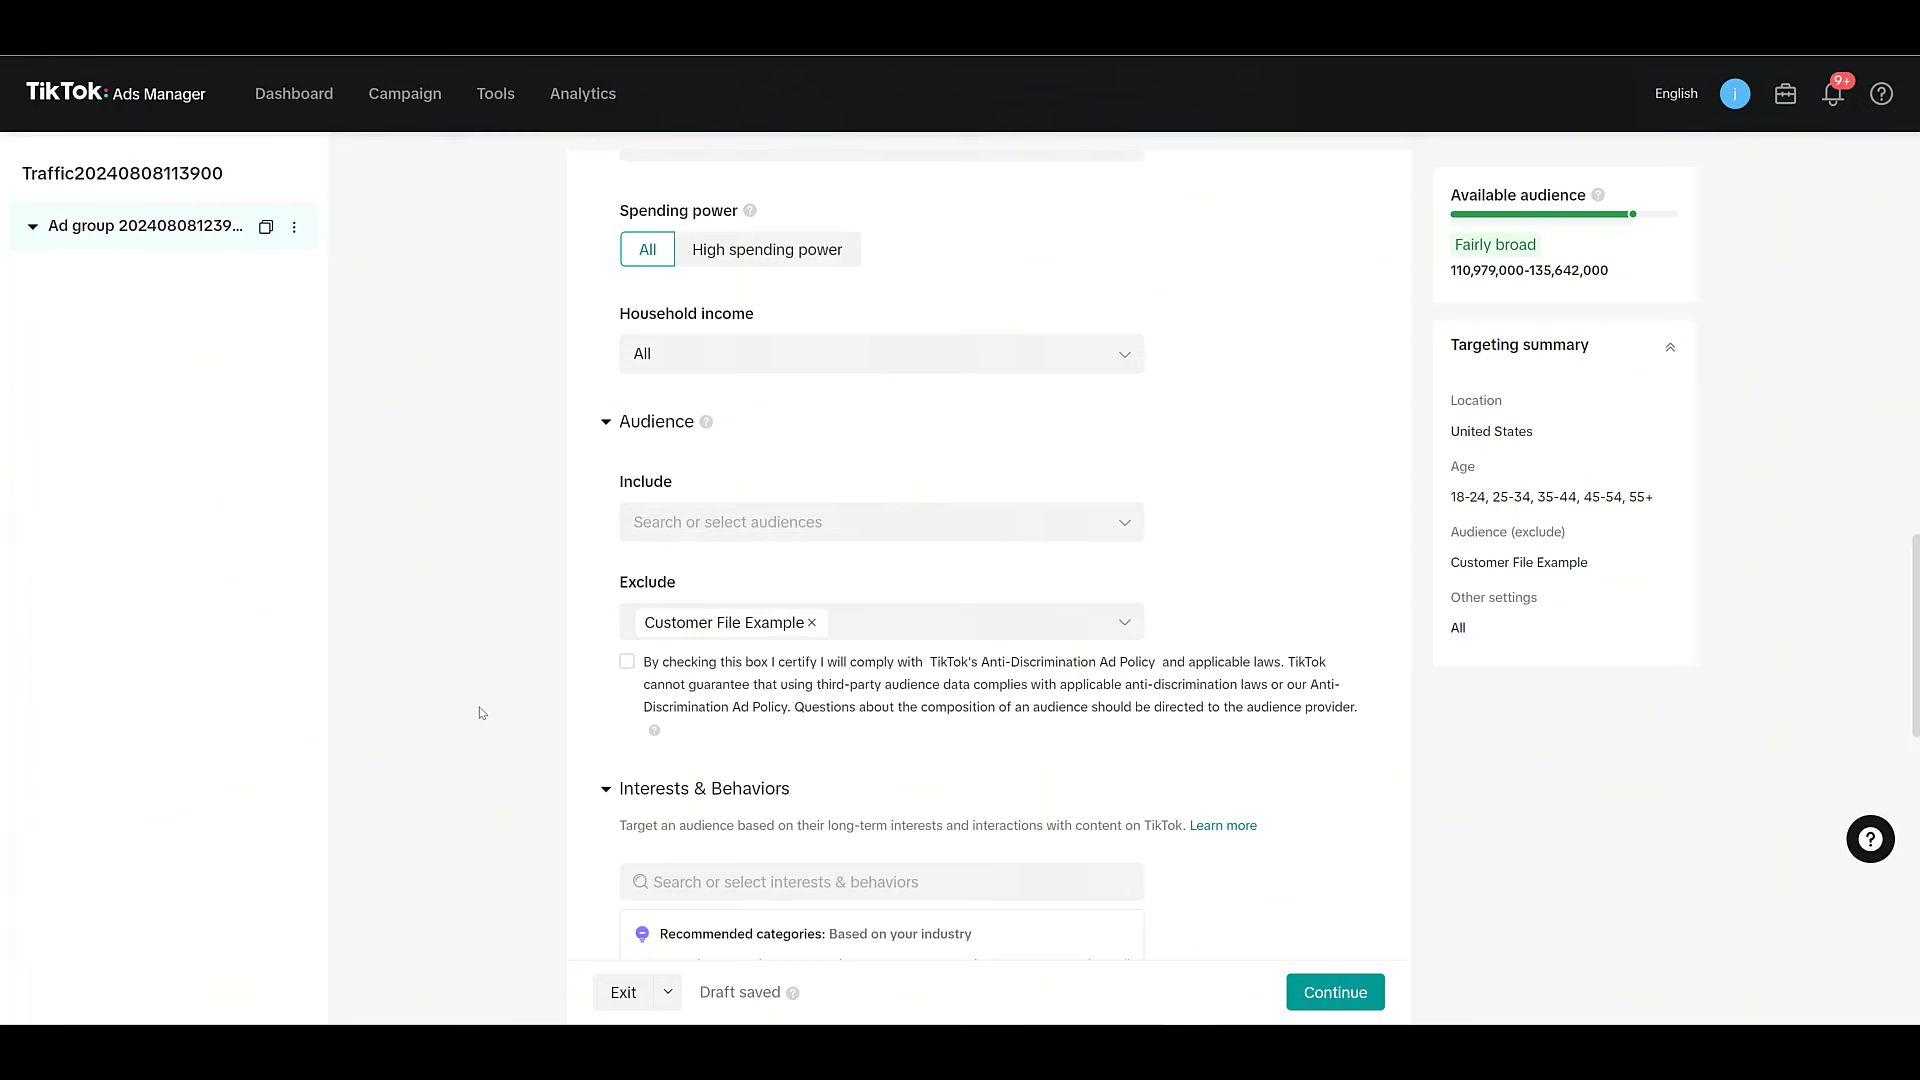 TikTok: Ads Manager
Dashboard
Campaign
Tools
Analytics
English
j
9+
Traffic20240808113900
Ad group 202408081239...
Spending power
All
High spending power
Household income
All
Audience
Include
Search or select audiences
Exclude
Customer File Example ×
By checking this box I certify I will comply with TikTok's Anti-Discrimination Ad Policy and applicable laws. TikTok
cannot guarantee that using third-party audience data complies with applicable anti-discrimination laws or our Anti-
Discrimination Ad Policy. Questions about the composition of an audience should be directed to the audience provider.
Interests & Behaviors
Target an audience based on their long-term interests and interactions with content on TikTok. Learn more
Search or select interests & behaviors
Recommended categories: Based on your industry
Exit
Draft saved
Continue
Available audience
Fairly broad
110,979,000-135,642,000
Targeting summary
Location
United States
Age
18-24, 25-34, 35-44, 45-54, 55+
Audience (exclude)
Customer File Example
Other settings
All